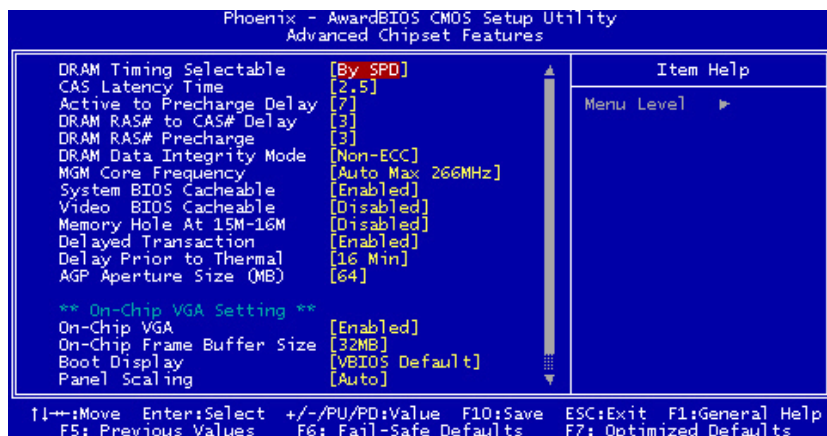 Phoenix - AwardBIOS CMOS Setup Utility
Advanced Chipset Features
DRAM Timing Selectable [By SPD]
CAS Latency Time [2.5]
Active to Precharge Delay [7]
DRAM RAS# to CAS# Delay [3]
DRAM RAS# Precharge [3]
DRAM Data Integrity Mode [Non-ECC]
MGM Core Frequency [Auto Max 266MHz]
System BIOS Cacheable [Enabled]
Video BIOS Cacheable [Disabled]
Memory Hole At 15M-16M [Disabled]
Delayed Transaction [Enabled]
Delay Prior to Thermal [16 Min]
AGP Aperture Size (MB) [64]
** On-Chip VGA Setting **
On-Chip VGA [Enabled]
On-Chip Frame Buffer Size [32MB]
Boot Display [VBIOS Default]
Panel Scaling [Auto]
Item Help
Menu Level ►
↑↓→←:Move Enter:Select +/-/PU/PD:Value F10:Save ESC:Exit F1:General Help
F5: Previous Values F6: Fail-Safe Defaults F7: Optimized Defaults